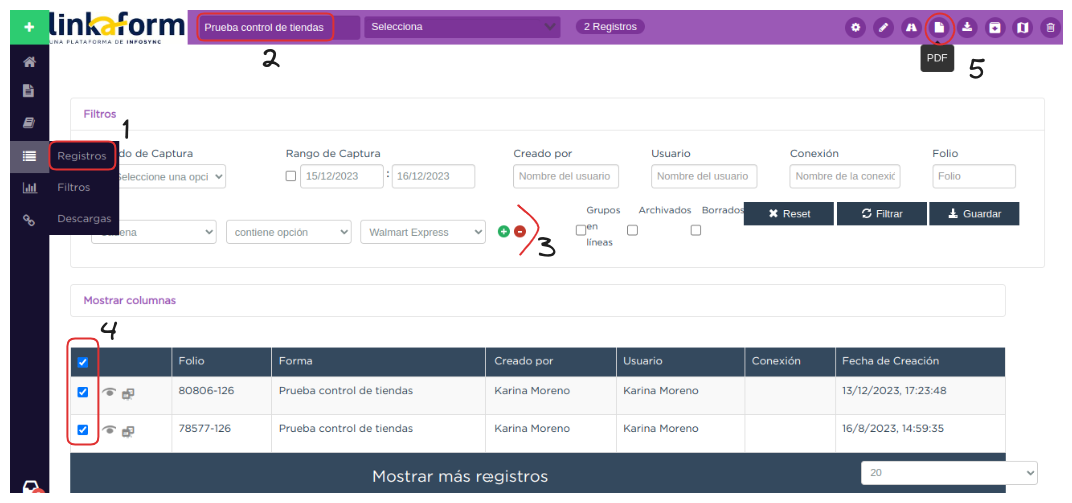 +
linkaform
UNA PLATAFORMA DE INFOSYNC
Prueba control de tiendas
Selecciona
2 Registros
2
PDF
5
Filtros
1
Registros
do de Captura
Rango de Captura
Creado por
Usuario
Conexión
Folio
Seleccione una opci
15/12/2023 : 16/12/2023
Nombre del usuario
Nombre del usuario
Nombre de la conexić
Folio
Filtros
Descargas
Grupos en líneas
Archivados
Borrados
Reset
Filtrar
Guardar
contiene opción
Walmart Express
3
Mostrar columnas
4
Folio Forma Creado por Usuario Conexión Fecha de Creación
80806-126 Prueba control de tiendas Karina Moreno Karina Moreno 13/12/2023, 17:23:48
78577-126 Prueba control de tiendas Karina Moreno Karina Moreno 16/8/2023, 14:59:35
Mostrar más registros
20